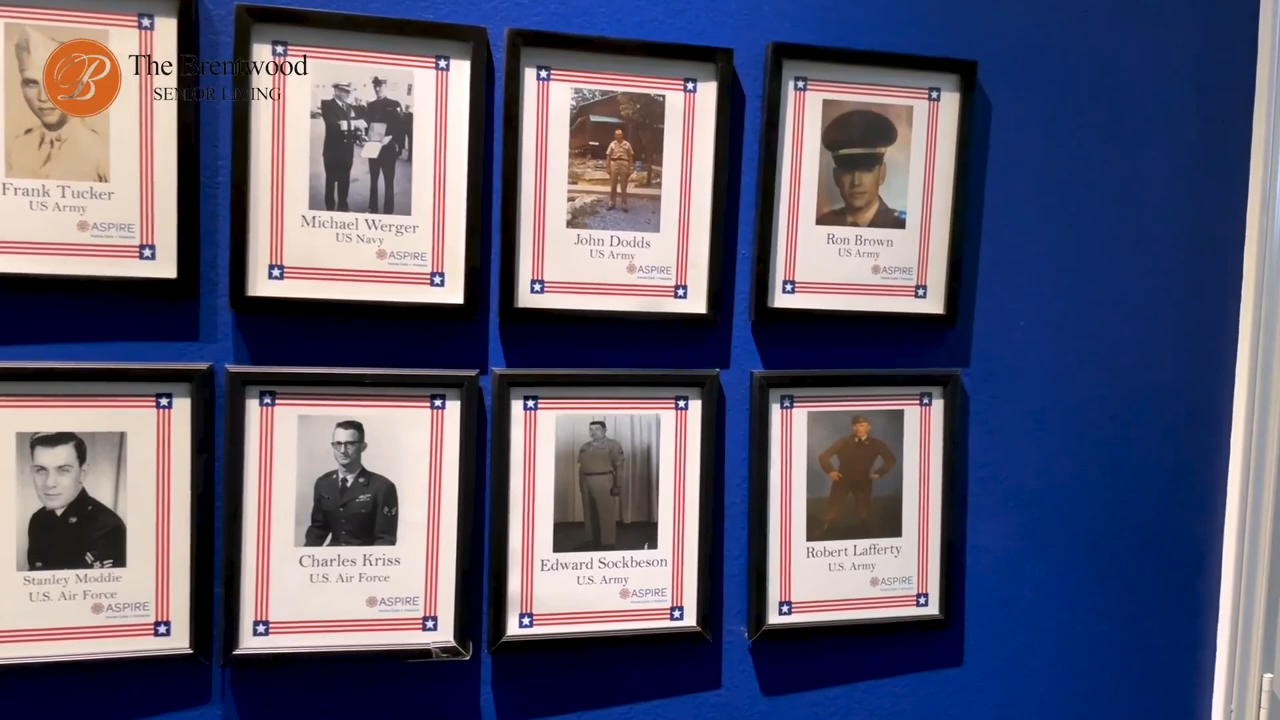 The Brentwood
SENIOR LIVING
Frank Tucker
US Army
ASPIRE
Michael Werger
US Navy
ASPIRE
John Dodds
US Army
ASPIRE
Ron Brown
US Army
ASPIRE
Stanley Moddie
U.S. Air Force
ASPIRE
Charles Kriss
U.S. Air Force
ASPIRE
Edward Sockbeson
U.S. Army
ASPIRE
Robert Lafferty
U.S. Army
ASPIRE